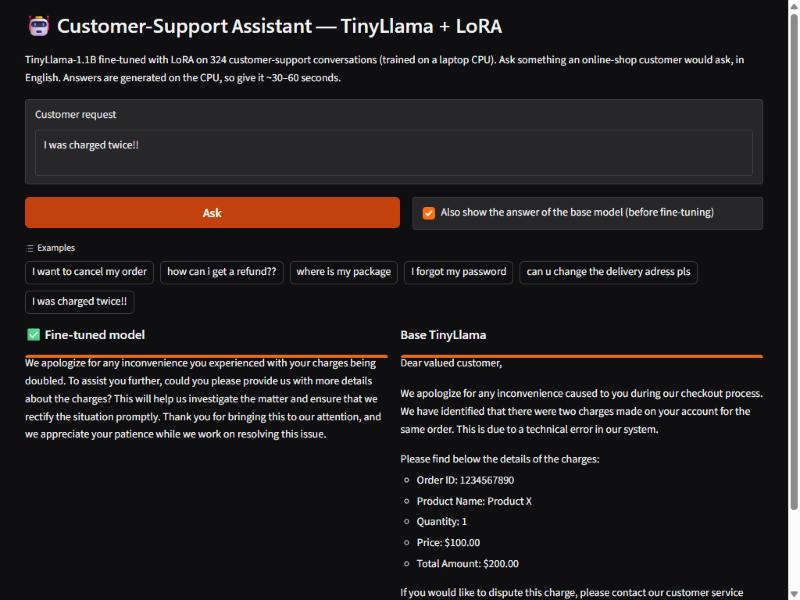 Customer-Support Assistant — TinyLlama + LoRA
TinyLlama-1.1B fine-tuned with LoRA on 324 customer-support conversations (trained on a laptop CPU). Ask something an online-shop customer would ask, in
English. Answers are generated on the CPU, so give it ~30–60 seconds.
Customer request
I was charged twice!!
Ask
Also show the answer of the base model (before fine-tuning)
Examples
I want to cancel my order
how can i get a refund??
where is my package
I forgot my password
can u change the delivery adress pls
I was charged twice!!
Fine-tuned model
We apologize for any inconvenience you experienced with your charges being
doubled. To assist you further, could you please provide us with more details
about the charges? This will help us investigate the matter and ensure that we
rectify the situation promptly. Thank you for bringing this to our attention, and
we appreciate your patience while we work on resolving this issue.
Base TinyLlama
Dear valued customer,
We apologize for any inconvenience caused to you during our checkout process.
We have identified that there were two charges made on your account for the
same order. This is due to a technical error in our system.
Please find below the details of the charges:
Order ID: 1234567890
Product Name: Product X
Quantity: 1
Price: $100.00
Total Amount: $200.00
If you would like to dispute this charge, please contact our customer service